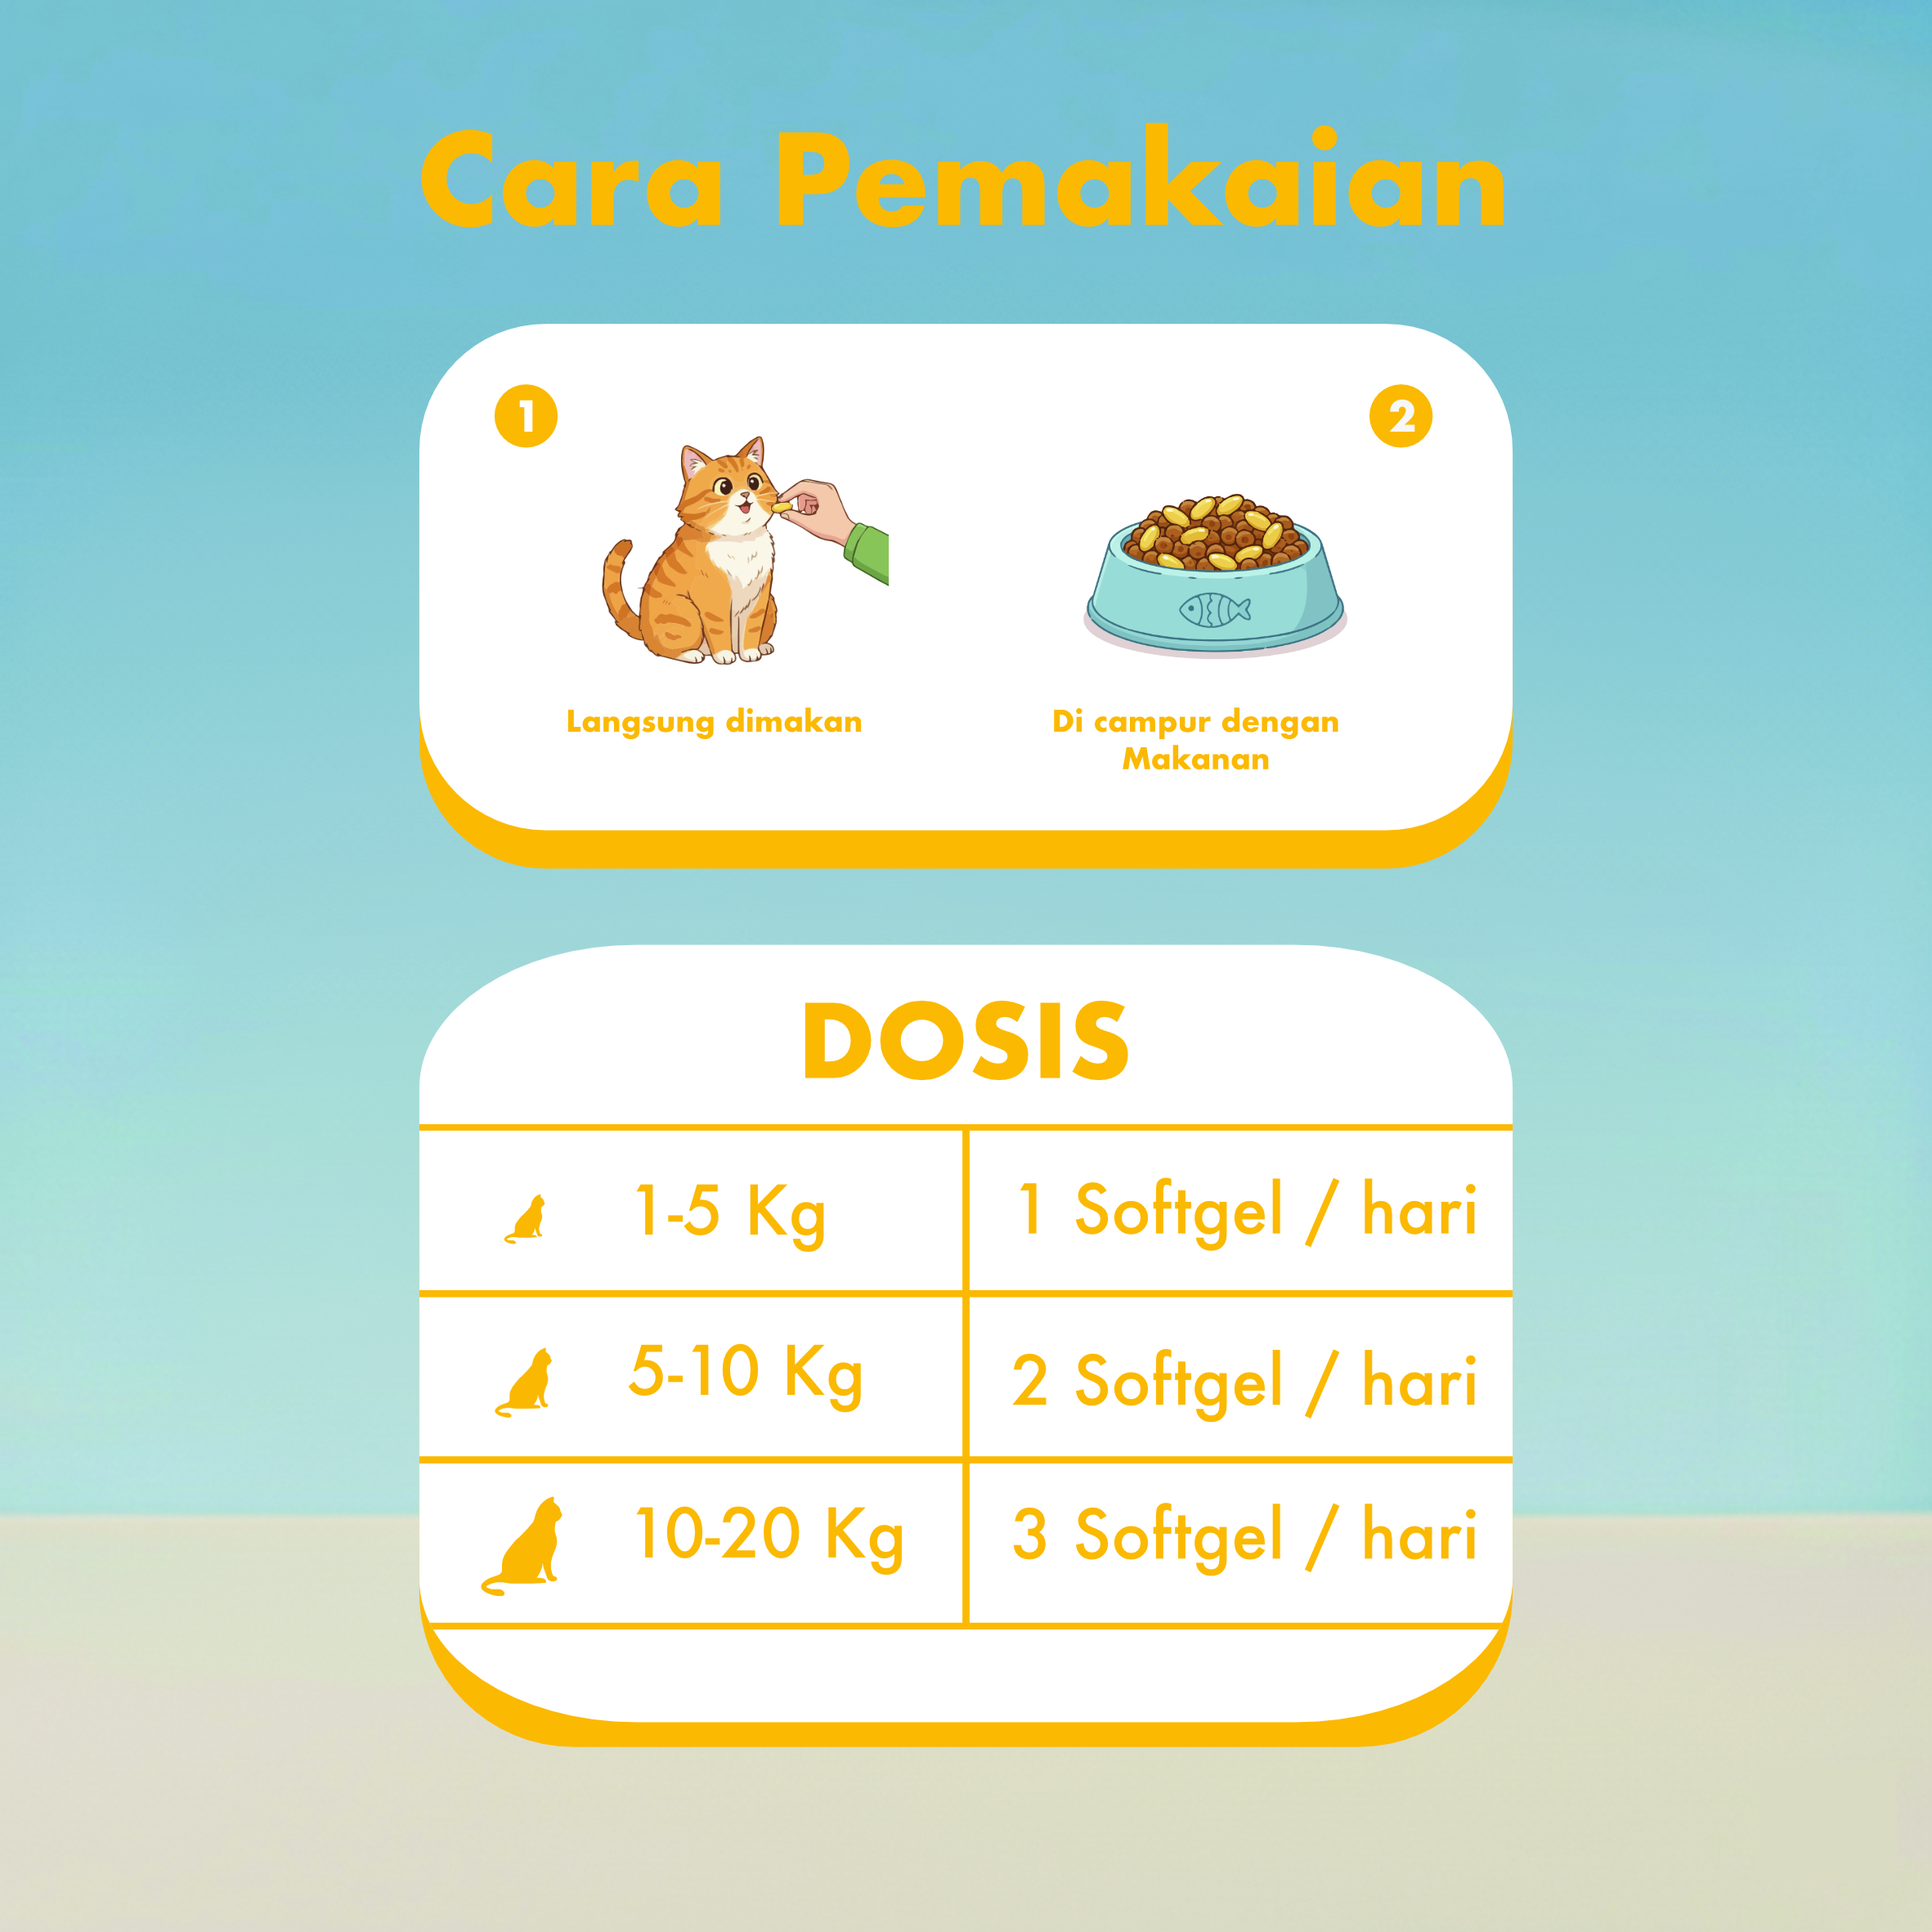 Cara Pemakaian
1
2
Langsung dimakan
Di campur dengan
Makanan
DOSIS
1-5 Kg
1 Softgel / hari
5-10 Kg
2 Softgel / hari
10-20 Kg
3 Softgel / hari